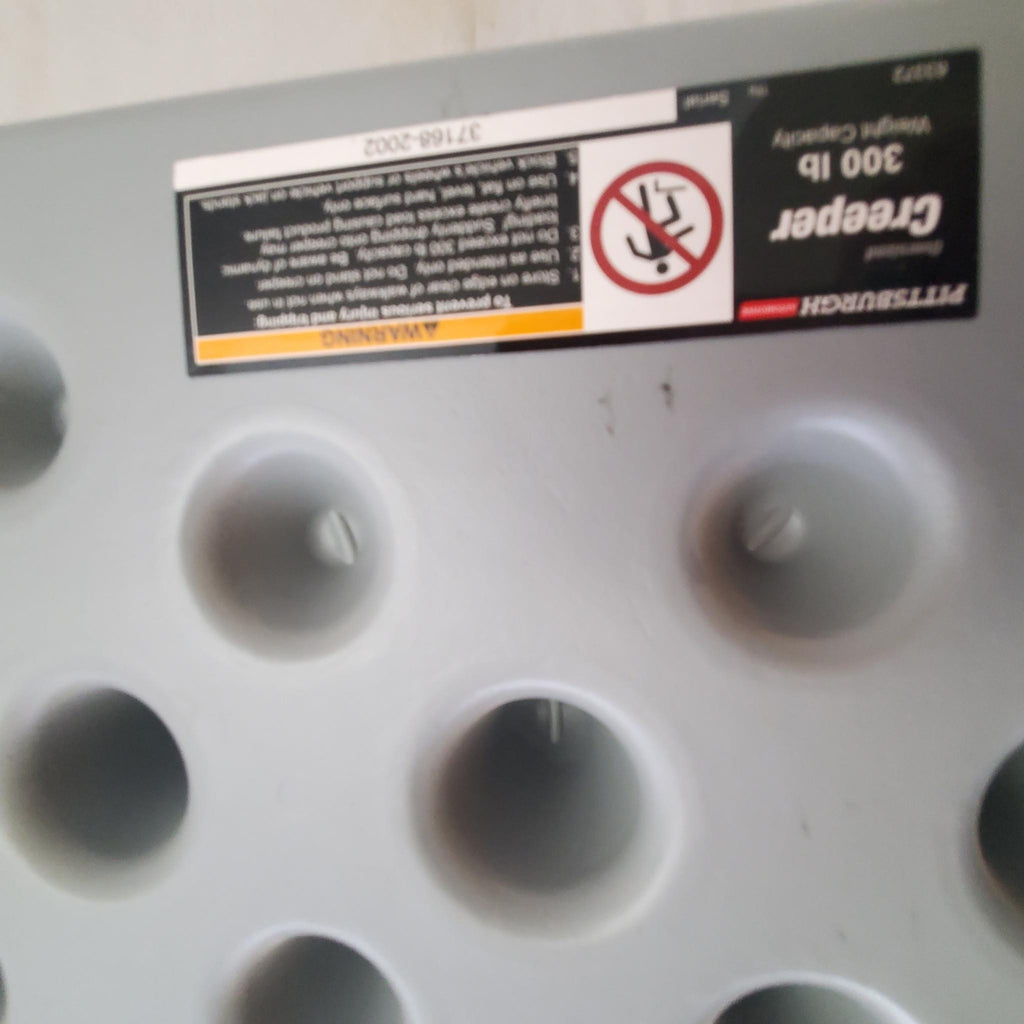 PITTSBURGH
AUTOMOTIVE
Oversized
Creeper
300 lb
Weight Capacity
63372
WARNING
To prevent serious injury and tripping:
1. Store on edge clear of walkways when not in use.
2. Use as intended only. Do not stand on creeper.
3. Do not exceed 300 lb capacity. Be aware of dynamic
loading! Suddenly dropping onto creeper may
briefly create excess load causing product failure.
4. Use on flat, level, hard surface only.
5. Block vehicle's wheels or support vehicle on jack stands.
Serial
37168-2002